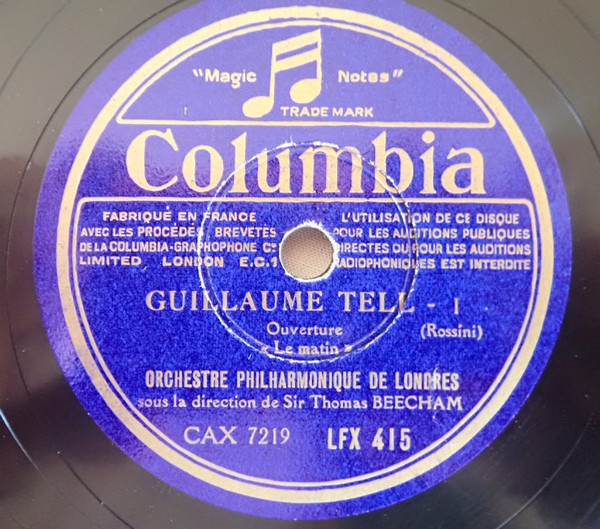 "Magic Notes"
TRADE MARK
Columbia
FABRIQUÉ EN FRANCE
AVEC LES PROCÉDÉS BREVETÉS
DE LA COLUMBIA-GRAPHOPHONE Cº
LIMITED LONDON E.C.1
L'UTILISATION DE CE DISQUE
POUR LES AUDITIONS PUBLIQUES
DIRECTES OU POUR LES AUDITIONS
RADIOPHONIQUES EST INTERDITE
GUILLAUME TELL - I
Ouverture (Rossini)
« Le matin »
ORCHESTRE PHILHARMONIQUE DE LONDRES
sous la direction de Sir Thomas BEECHAM
CAX 7219 LFX 415